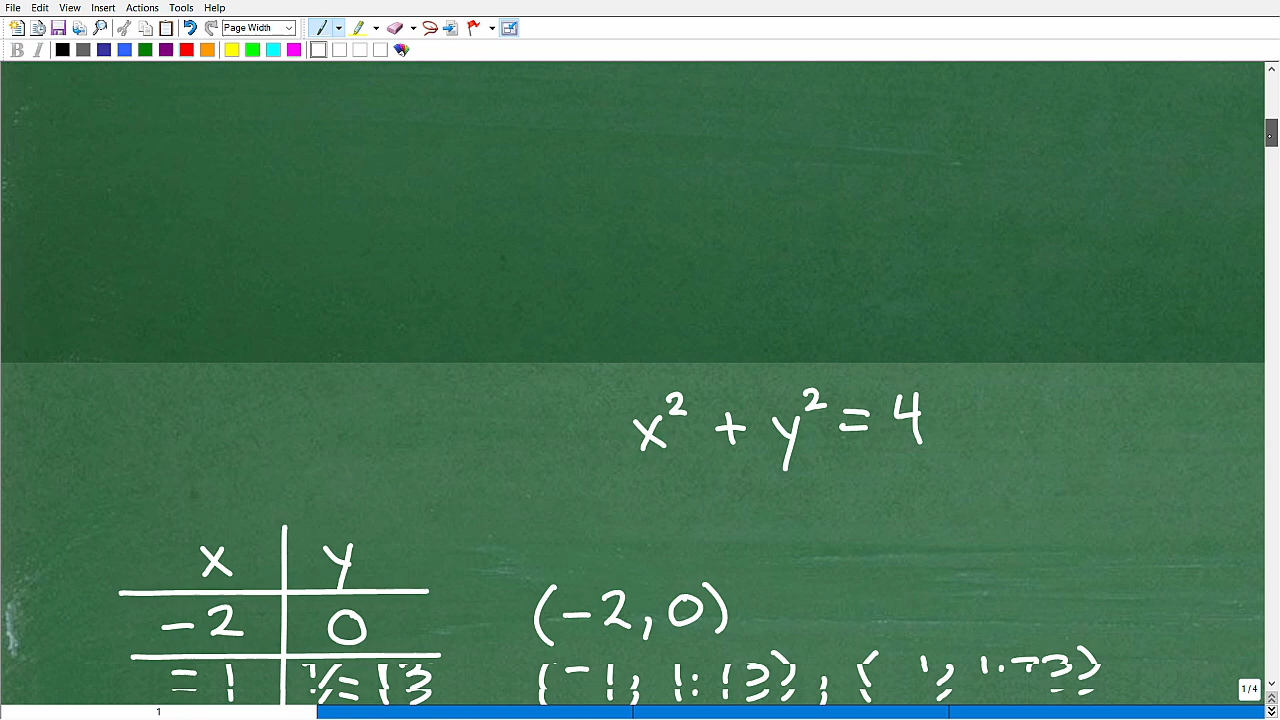 File Edit View Insert Actions Tools Help
Page Width
B I
x² + y² = 4
x y
-2 0 (-2, 0)
1/4
1